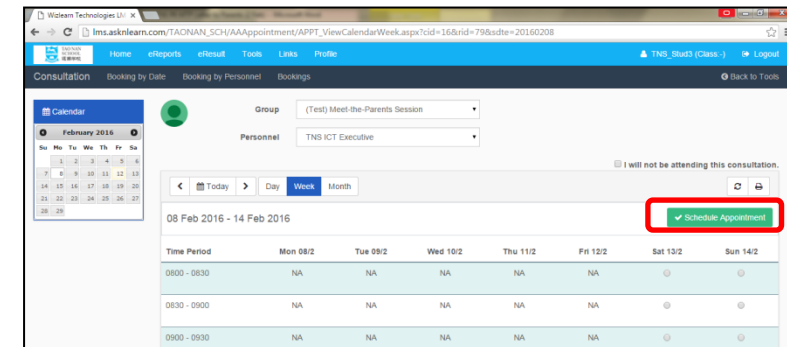 Wizlearn Technologies LM
lms.asknlearn.com/TAONAN_SCH/AAAppointment/APPT_ViewCalendarWeek.aspx?cid=16&rid=79&sdte=20160208
TAO NAN SCHOOL Home eReports eResult Tools Links Profile TNS_Stud3 (Class:-) Logout
Consultation Booking by Date Booking by Personnel Bookings Back to Tools
Calendar
February 2016
Su Mo Tu We Th Fr Sa
1 2 3 4 5 6
7 8 9 10 11 12 13
14 15 16 17 18 19 20
21 22 23 24 25 26 27
28 29
Group (Test) Meet-the-Parents Session
Personnel TNS ICT Executive
I will not be attending this consultation.
Today Day Week Month
08 Feb 2016 - 14 Feb 2016 Schedule Appointment
Time Period Mon 08/2 Tue 09/2 Wed 10/2 Thu 11/2 Fri 12/2 Sat 13/2 Sun 14/2
0800 - 0830 NA NA NA NA NA
0830 - 0900 NA NA NA NA NA
0900 - 0930 NA NA NA NA NA